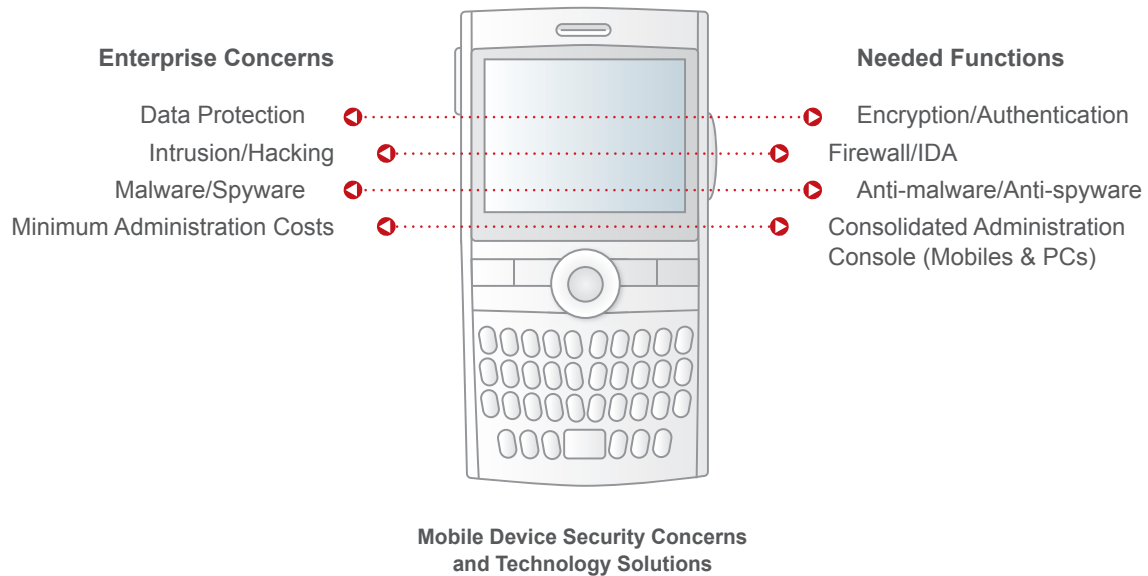 Enterprise Concerns
Needed Functions
Data Protection
Encryption/Authentication
Intrusion/Hacking
Firewall/IDA
Malware/Spyware
Anti-malware/Anti-spyware
Minimum Administration Costs
Consolidated Administration
Console (Mobiles & PCs)
Mobile Device Security Concerns
and Technology Solutions